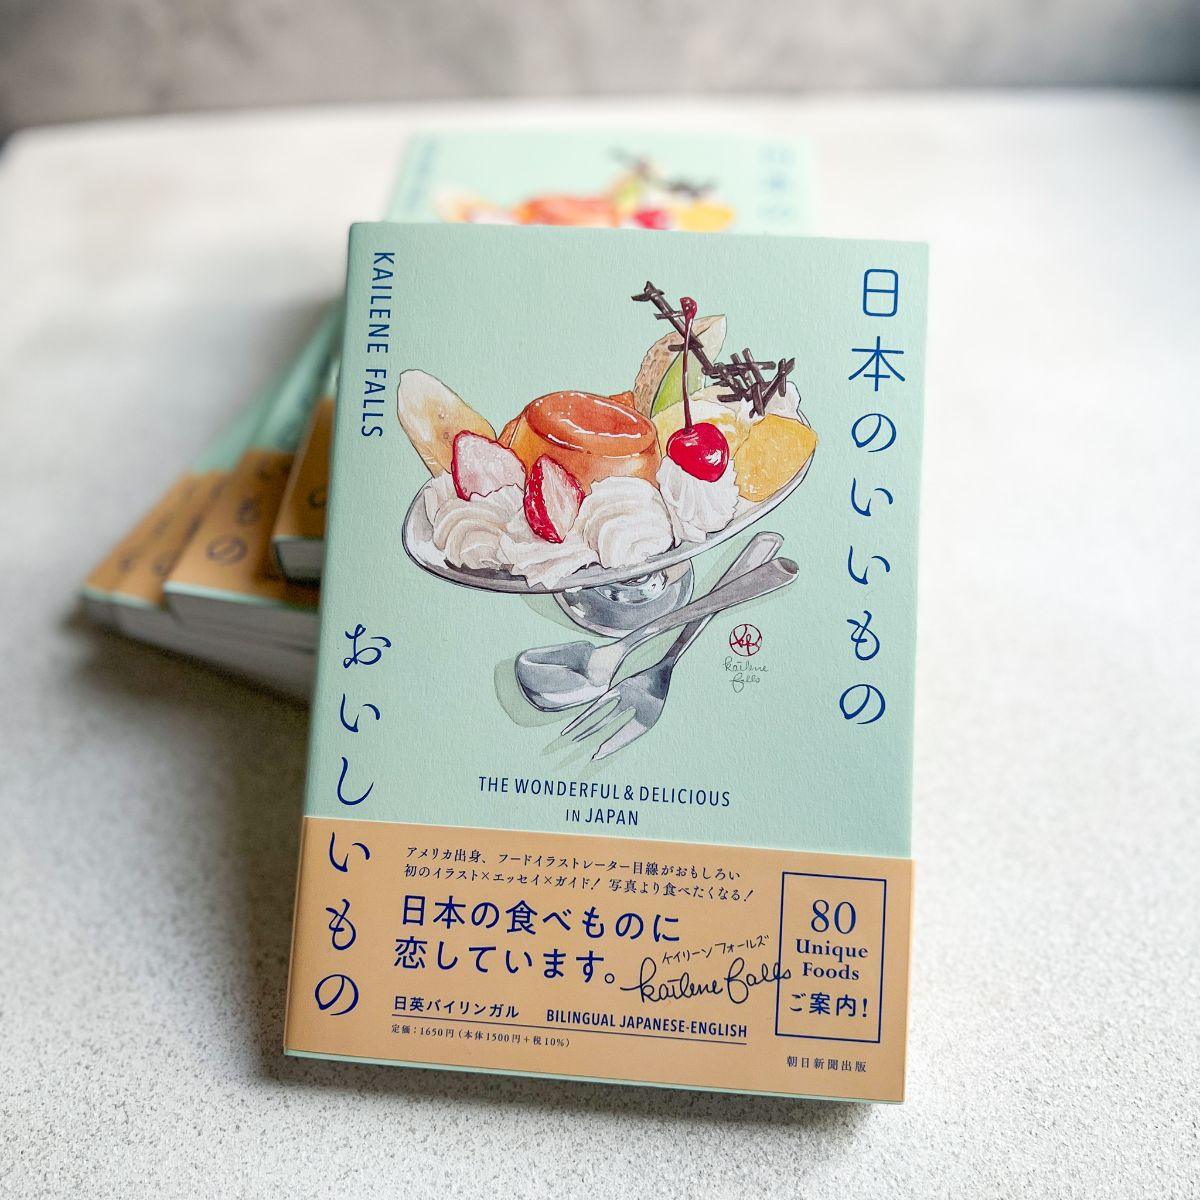 日本のいいもの
おいしいもの
KAILENE FALLS
kailene
falls
THE WONDERFUL & DELICIOUS
IN JAPAN
アメリカ出身、フードイラストレーター目線がおもしろい
初のイラスト×エッセイ×ガイド! 写真より食べたくなる!
日本の食べものに
恋しています。
ケイリーン フォールズ
kailene falls
日英バイリンガル BILINGUAL JAPANESE-ENGLISH
定価:1650円(本体1500円+税10%)
80
Unique
Foods
ご案内!
朝日新聞出版
日本の